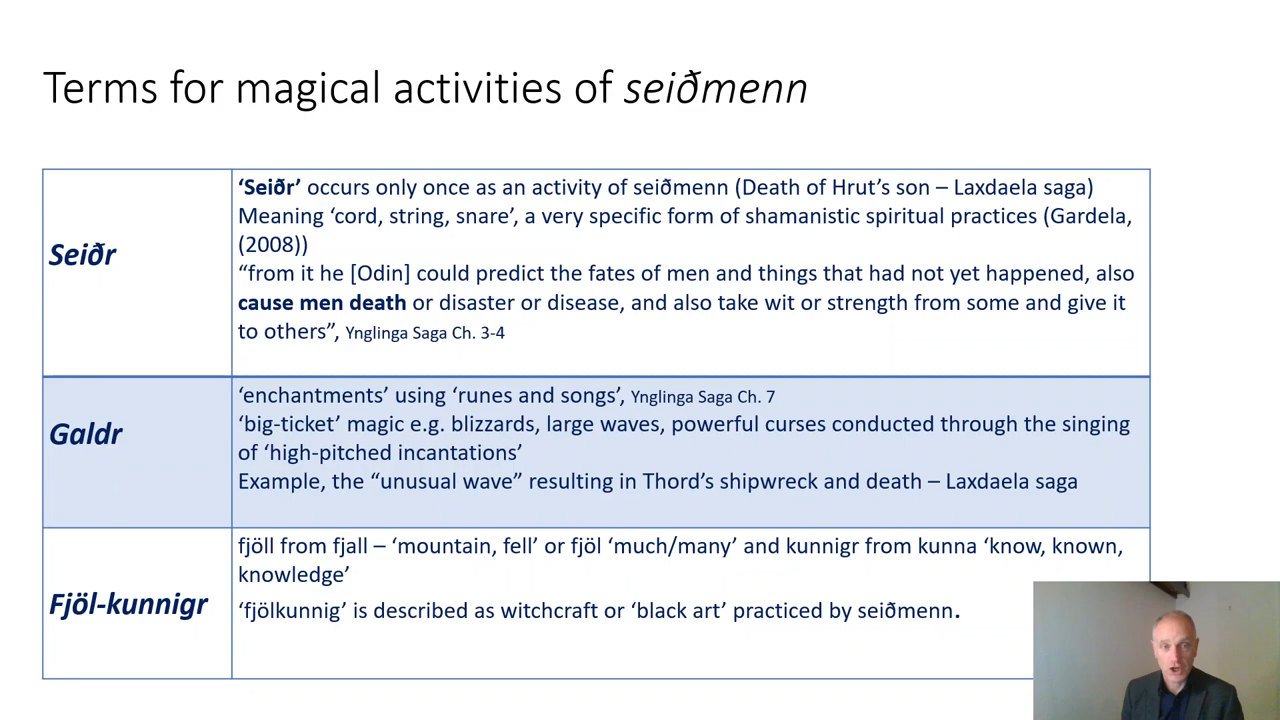 Terms for magical activities of seiðmenn
Seiðr
‘Seiðr’ occurs only once as an activity of seiðmenn (Death of Hrut’s son – Laxdaela saga)
Meaning ‘cord, string, snare’, a very specific form of shamanistic spiritual practices (Gardela,
(2008))
“from it he [Odin] could predict the fates of men and things that had not yet happened, also
cause men death or disaster or disease, and also take wit or strength from some and give it
to others”, Ynglinga Saga Ch. 3-4
Galdr
‘enchantments’ using ‘runes and songs’, Ynglinga Saga Ch. 7
‘big-ticket’ magic e.g. blizzards, large waves, powerful curses conducted through the singing
of ‘high-pitched incantations’
Example, the “unusual wave” resulting in Thord’s shipwreck and death – Laxdaela saga
Fjöl-kunnigr
fjöll from fjall – ‘mountain, fell’ or fjöl ‘much/many’ and kunnigr from kunna ‘know, known,
knowledge’
‘fjölkunnig’ is described as witchcraft or ‘black art’ practiced by seiðmenn.